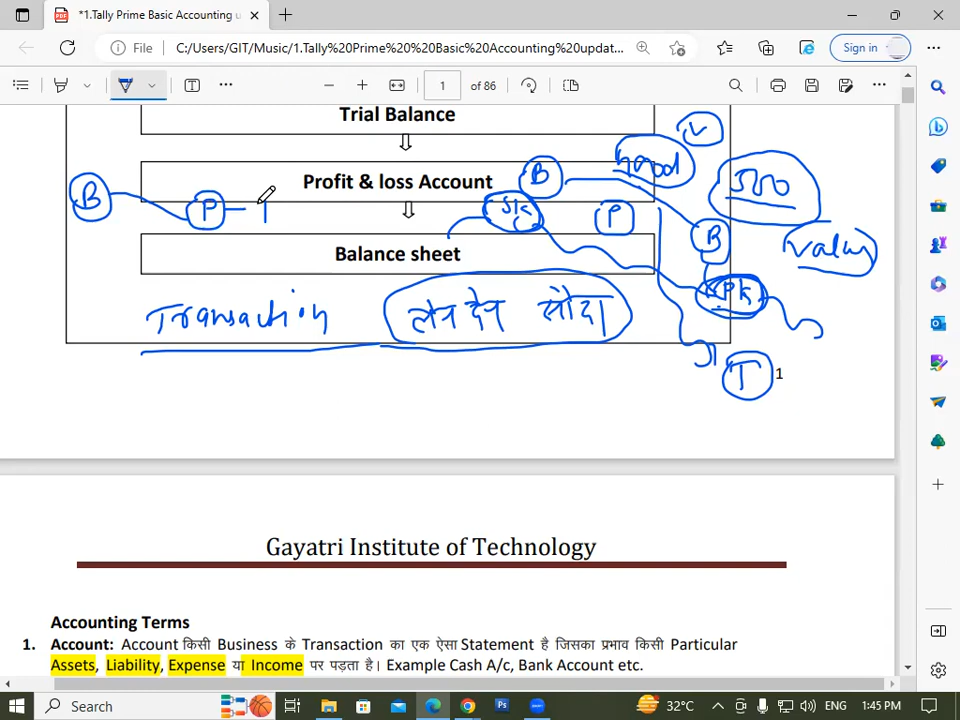 *1.Tally Prime Basic Accounting u
File
C:/Users/GIT/Music/1.Tally%20Prime%20%20Basic%20Accounting%20updat...
Sign in
1
of 86
Trial Balance
V
Profit & loss Account
B
good
500
B
P
SK
P
B
Balance sheet
Transaction
लेन देन सौदा
T
1
Gayatri Institute of Technology
Accounting Terms
1. Account: Account किसी Business के Transaction का एक ऐसा Statement है जिसका प्रभाव किसी Particular
Assets, Liability, Expense या Income पर पड़ता है। Example Cash A/c, Bank Account etc.
Search
32°C
ENG
1:45 PM